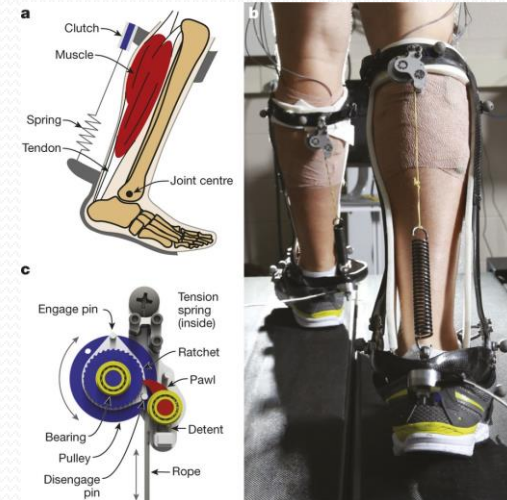 a
Clutch
Muscle
Spring
Tendon
Joint centre
b
c
Engage pin
Tension
spring
(inside)
Ratchet
Pawl
Detent
Bearing
Pulley
Disengage
pin
Rope